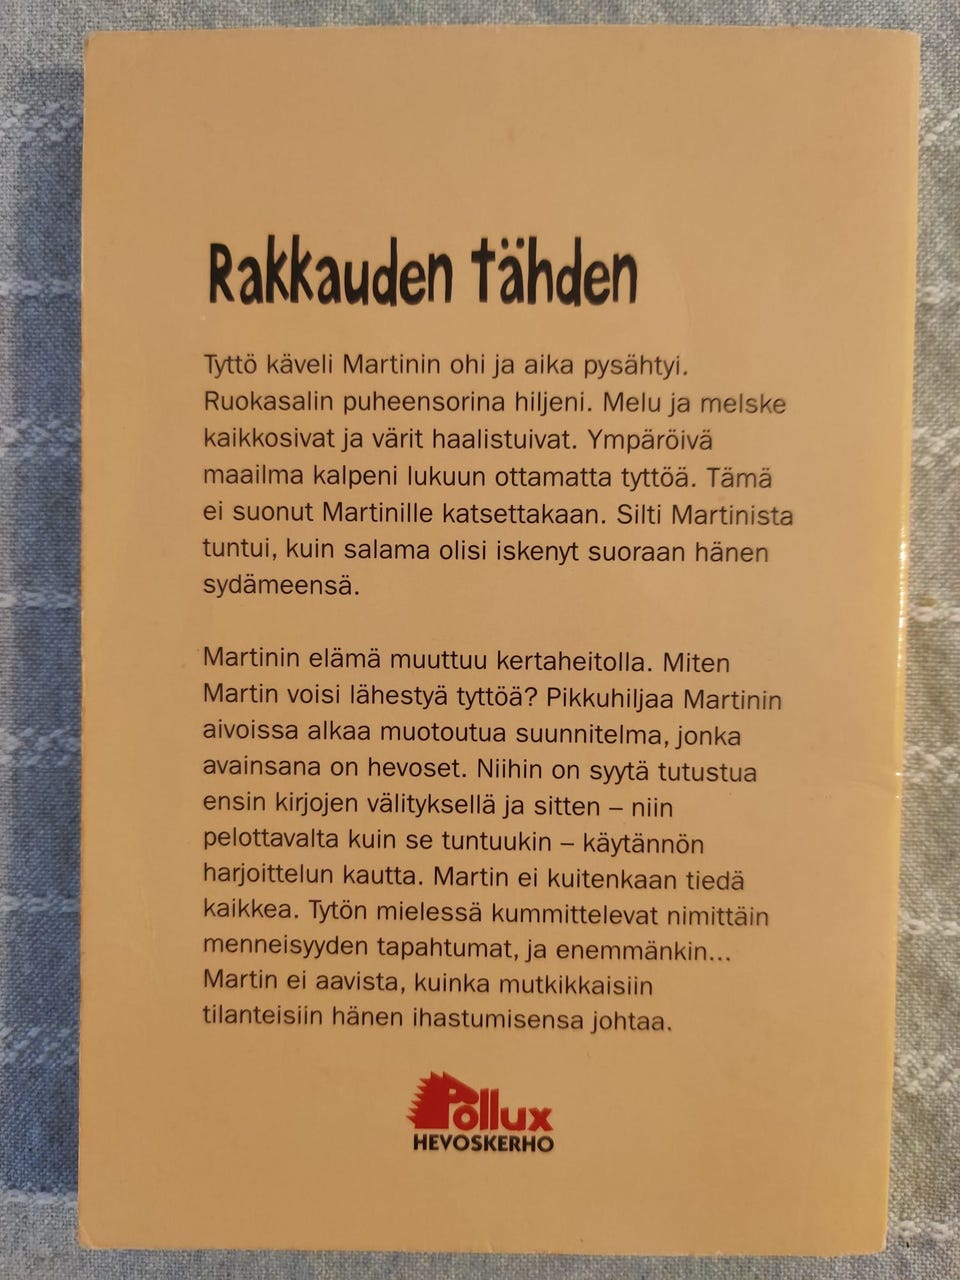 Rakkauden tähden
Tyttö käveli Martinin ohi ja aika pysähtyi.
Ruokasalin puheensorina hiljeni. Melu ja melske
kaikkosivat ja värit haalistuivat. Ympäröivä
maailma kalpeni lukuun ottamatta tyttöä. Tämä
ei suonut Martinille katsettakaan. Silti Martinista
tuntui, kuin salama olisi iskenyt suoraan hänen
sydämeensä.
Martinin elämä muuttuu kertaheitolla. Miten
Martin voisi lähestyä tyttöä? Pikkuhiljaa Martinin
aivoissa alkaa muotoutua suunnitelma, jonka
avainsana on hevoset. Niihin on syytä tutustua
ensin kirjojen välityksellä ja sitten – niin
pelottavalta kuin se tuntuukin – käytännön
harjoittelun kautta. Martin ei kuitenkaan tiedä
kaikkea. Tytön mielessä kummittelevat nimittäin
menneisyyden tapahtumat, ja enemmänkin...
Martin ei aavista, kuinka mutkikkaisiin
tilanteisiin hänen ihastumisensa johtaa.
Pollux
HEVOSKERHO